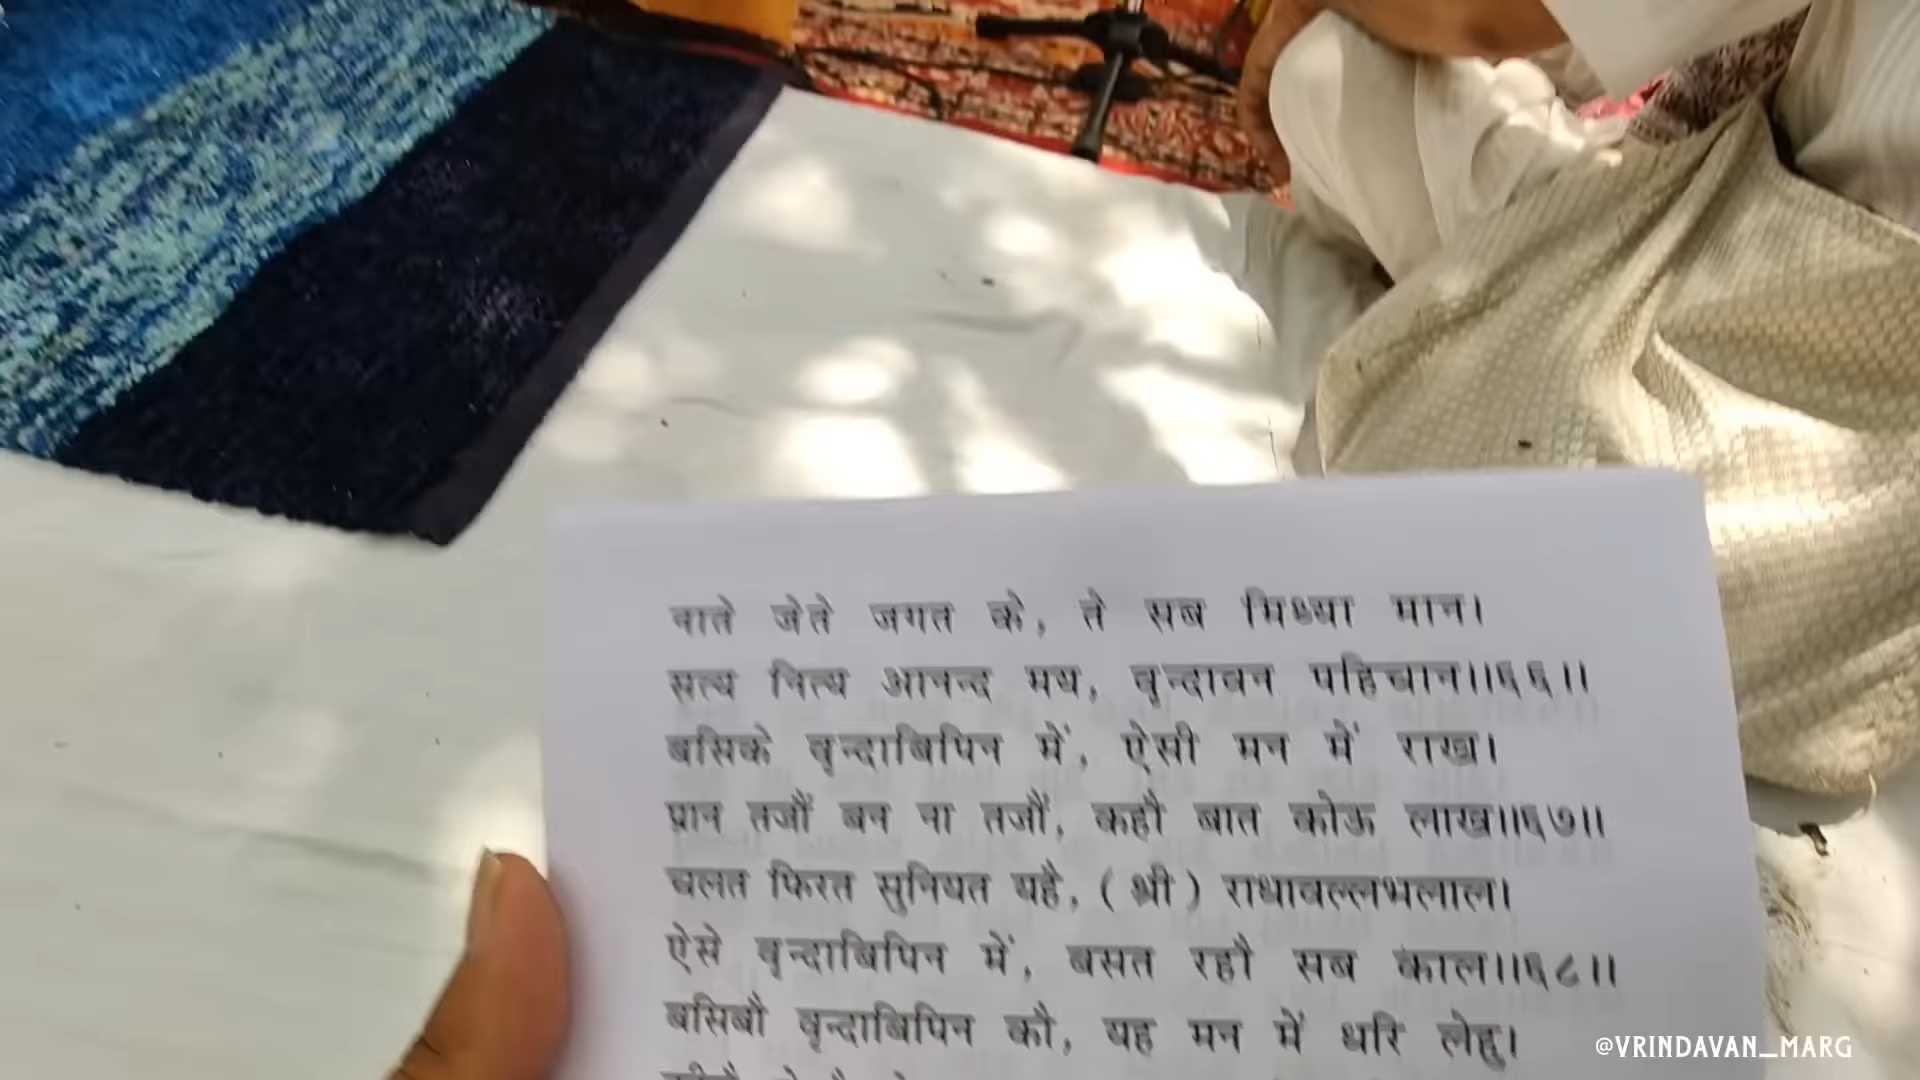 नाते जेते जगत के, ते सब मिथ्या मान।
सत्य नित्य आनन्द मय, वृन्दावन पहिचान।।६६।।
बसिके वृन्दाबिपिन में, ऐसी मन में राख।
प्रान तजौं बन ना तजौं, कहौ बात कोऊ लाख।।६७।।
चलत फिरत सुनियत यहै, (श्री) राधावल्लभलाल।
ऐसे वृन्दाबिपिन में, बसत रहौ सब काल।।६८।।
बसिबौ वृन्दाबिपिन कौ, यह मन में धरि लेहु।
@VRINDAVAN_MARG